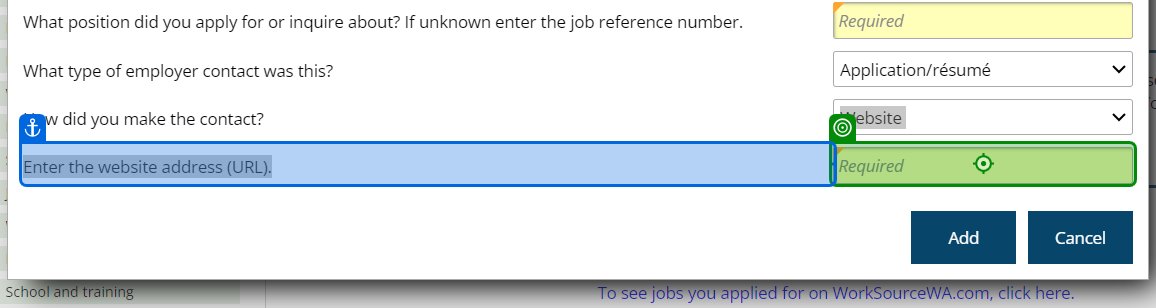 What position did you apply for or inquire about? If unknown enter the job reference number.
Required
What type of employer contact was this?
Application/résumé
w did you make the contact?
ebsite
Enter the website address (URL).
Required
Add
Cancel
School and training
To see jobs you applied for on WorkSourceWA.com, click here.